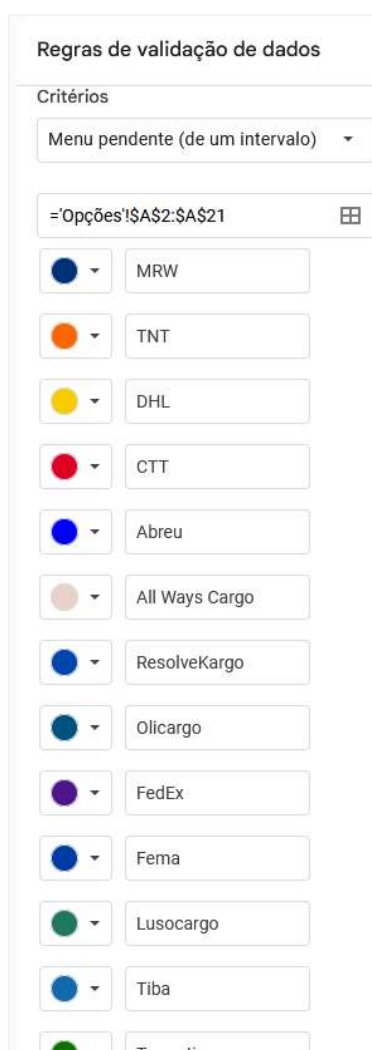 Regras de validação de dados
Critérios
Menu pendente (de um intervalo)
='Opções'!$A$2:$A$21
MRW
TNT
DHL
CTT
Abreu
All Ways Cargo
ResolveKargo
Olicargo
FedEx
Fema
Lusocargo
Tiba